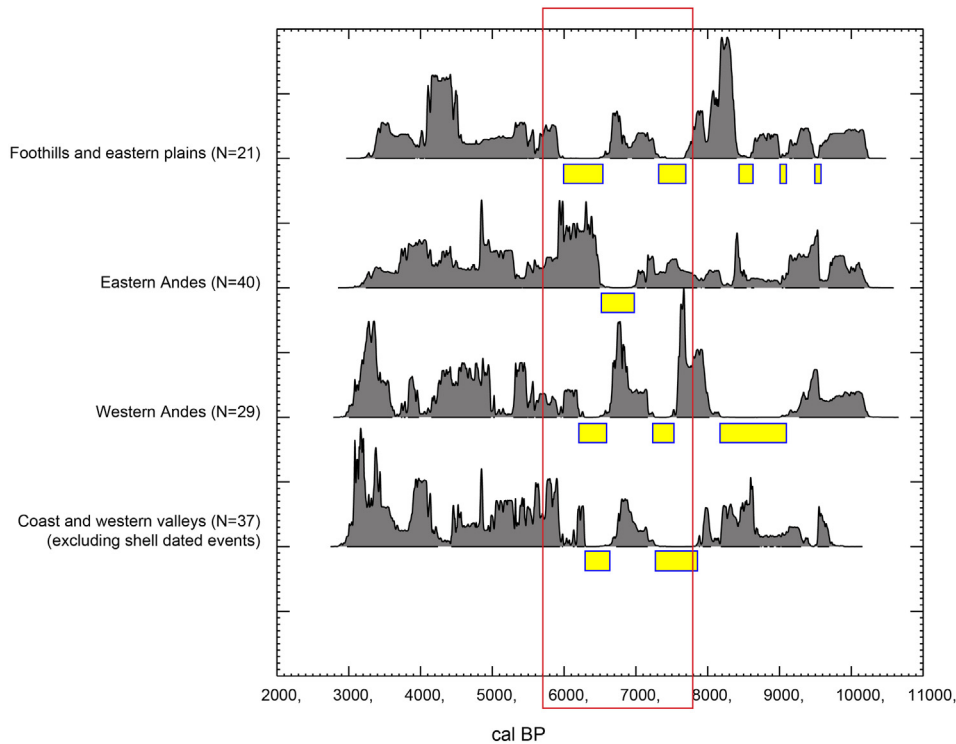 Foothills and eastern plains (N=21)
Eastern Andes (N=40)
Western Andes (N=29)
Coast and western valleys (N=37)
(excluding shell dated events)
2000, 3000, 4000, 5000, 6000, 7000, 8000, 9000, 10000, 11000,
cal BP